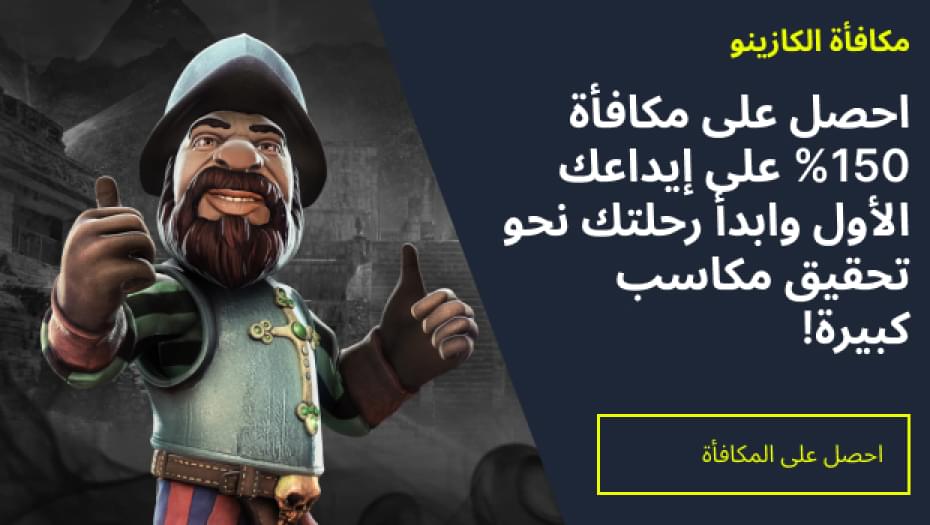 مكافأة الكازينو
احصل على مكافأة
150% على إيداعك
الأول وابدأ رحلتك نحو
تحقيق مكاسب
كبيرة!
احصل على المكافأة